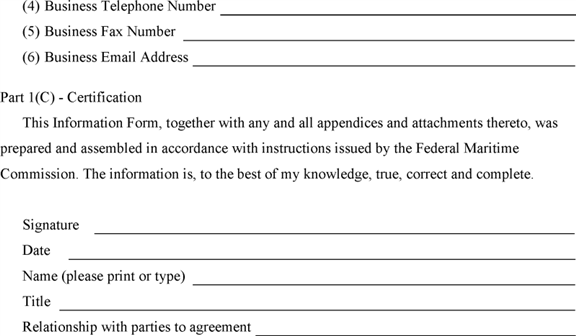 (4) Business Telephone Number
(5) Business Fax Number
(6) Business Email Address
Part 1(C) - Certification
This Information Form, together with any and all appendices and attachments thereto, was
prepared and assembled in accordance with instructions issued by the Federal Maritime
Commission. The information is, to the best of my knowledge, true, correct and complete.
Signature
Date
Name (please print or type)
Title
Relationship with parties to agreement